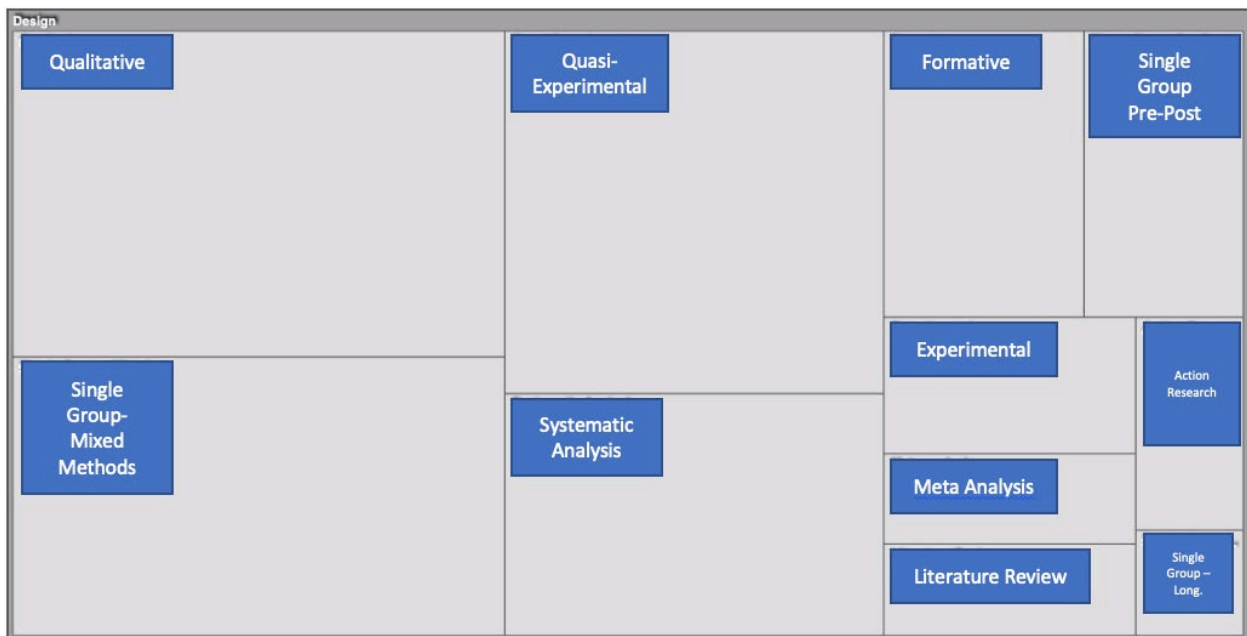 Design
Qualitative
Quasi-
Experimental
Formative
Single
Group
Pre-Post
Single
Group-
Mixed
Methods
Systematic
Analysis
Experimental
Action
Research
Meta Analysis
Literature Review
Single
Group –
Long.